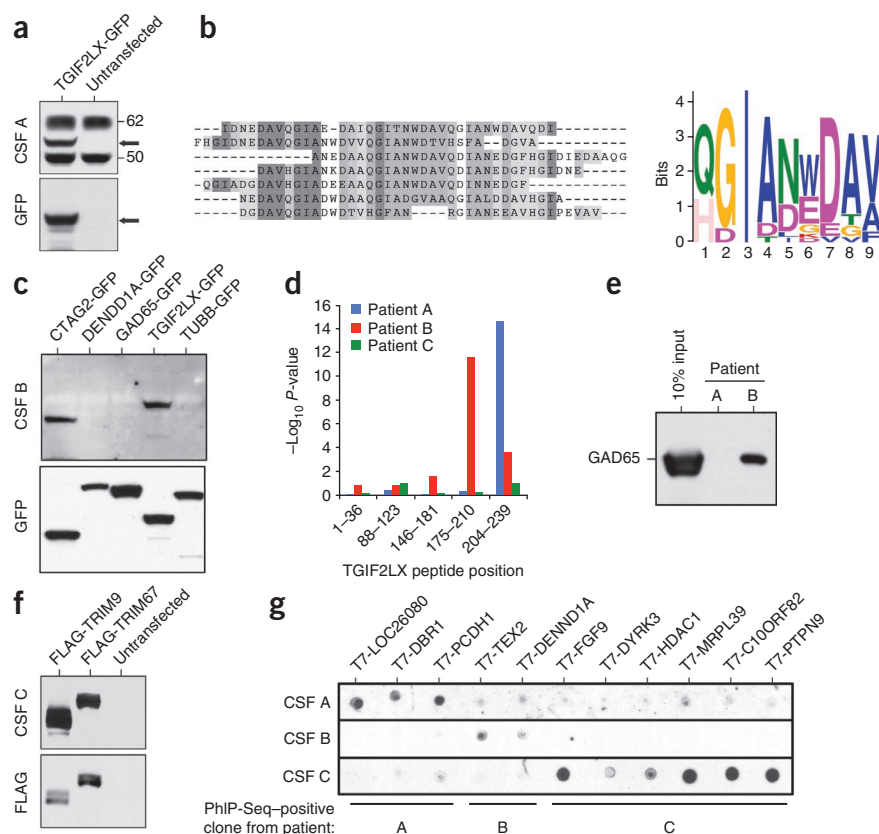 a
TGIF2LX-GFP
Untransfected
CSF A
62
50
GFP
b
-----IDNEDAVQGIAE-DAIQGITNWDAVQGIANWDAVQDI------
FHGIDNEDAVQGIANWDVVQGIANWDTVHSFA--DGVA----------
------------ANEDAAQGIANWDAVQGIANWDEDGFHGIDIEDAAQG
-------DAVHGIANWDAVQGIANWDAVQDIANEDGFHGIDNE-----
-QGIADGDAVHGIADEEAAQGIANWDAVQDIANNEDGF----------
-----NEDAVQGIADWDAAQGIADGVAAQGIALDEDAVHGIA------
-----DGDAVQGIADWDTVHGFAN----RGIANEEAVHGIPEVAV---
Bits
4
3
2
1
0
1 2 3 4 5 6 7 8 9
c
CTAG2-GFP
DENDD1A-GFP
GAD65-GFP
TGIF2LX-GFP
TUBB-GFP
CSF B
GFP
d
Patient A
Patient B
Patient C
–Log10 P-value
16
14
12
10
8
6
4
2
0
1–36
88–123
146–181
175–210
204–239
TGIF2LX peptide position
e
10% input
Patient
A B
GAD65
f
FLAG-TRIM9
FLAG-TRIM67
Untransfected
CSF C
FLAG
g
T7-LOC26080
T7-DBR1
T7-PCDH1
T7-TEX2
T7-DENND1A
T7-FGF9
T7-DYRK3
T7-HDAC1
T7-MRPL39
T7-C10ORF82
T7-PTPN9
CSF A
CSF B
CSF C
PhIP-Seq–positive
clone from patient: A B C